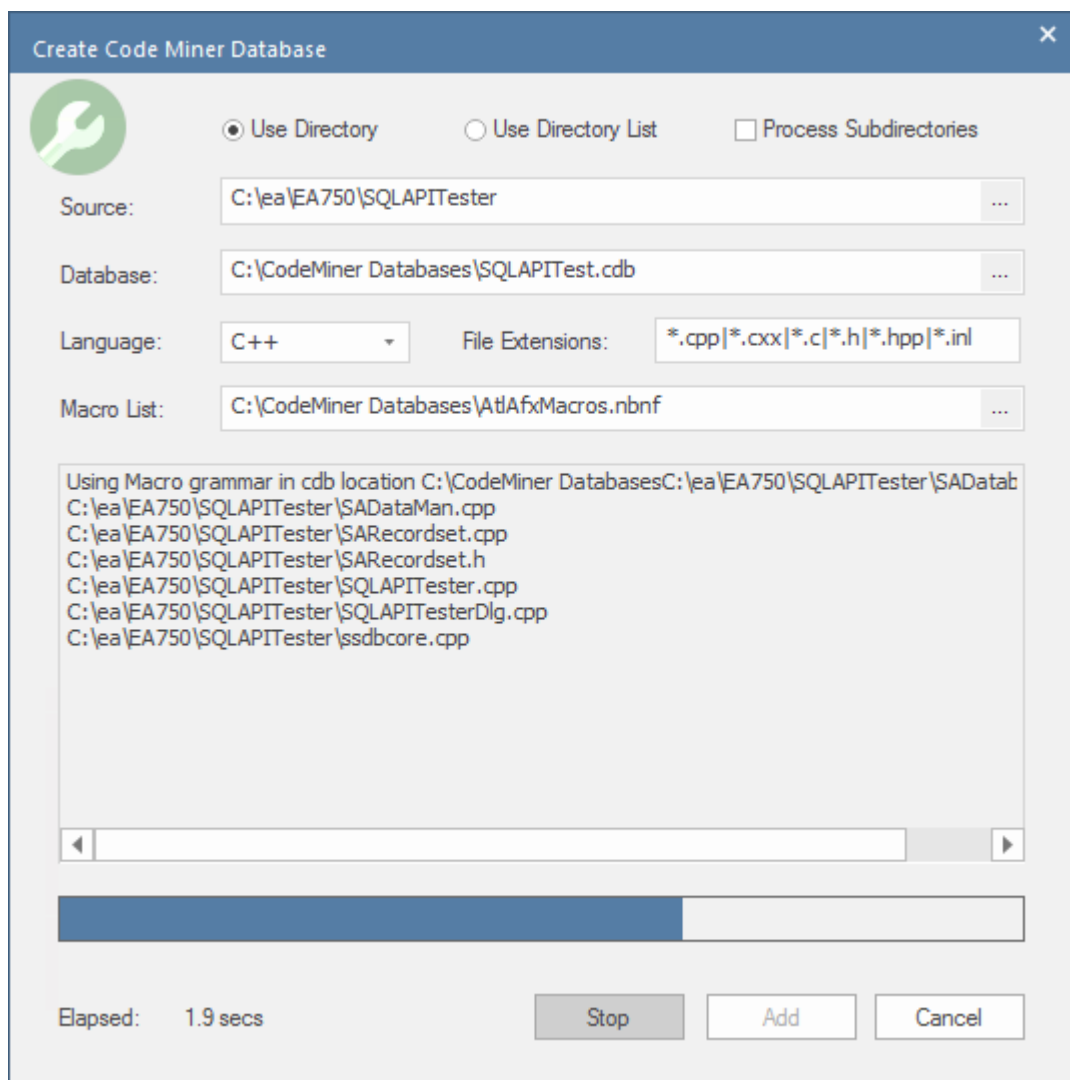 Create Code Miner Database
Use Directory Use Directory List Process Subdirectories
Source: C:\ea\EA750\SQLAPITester ...
Database: C:\CodeMiner Databases\SQLAPITest.cdb ...
Language: C++ File Extensions: *.cpp|*.cxx|*.c|*.h|*.hpp|*.inl
Macro List: C:\CodeMiner Databases\AtlAfxMacros.nbnf ...
Using Macro grammar in cdb location C:\CodeMiner DatabasesC:\ea\EA750\SQLAPITester\SADatab
C:\ea\EA750\SQLAPITester\SADataMan.cpp
C:\ea\EA750\SQLAPITester\SARecordset.cpp
C:\ea\EA750\SQLAPITester\SARecordset.h
C:\ea\EA750\SQLAPITester\SQLAPITester.cpp
C:\ea\EA750\SQLAPITester\SQLAPITesterDlg.cpp
C:\ea\EA750\SQLAPITester\ssdbcore.cpp
Elapsed: 1.9 secs Stop Add Cancel